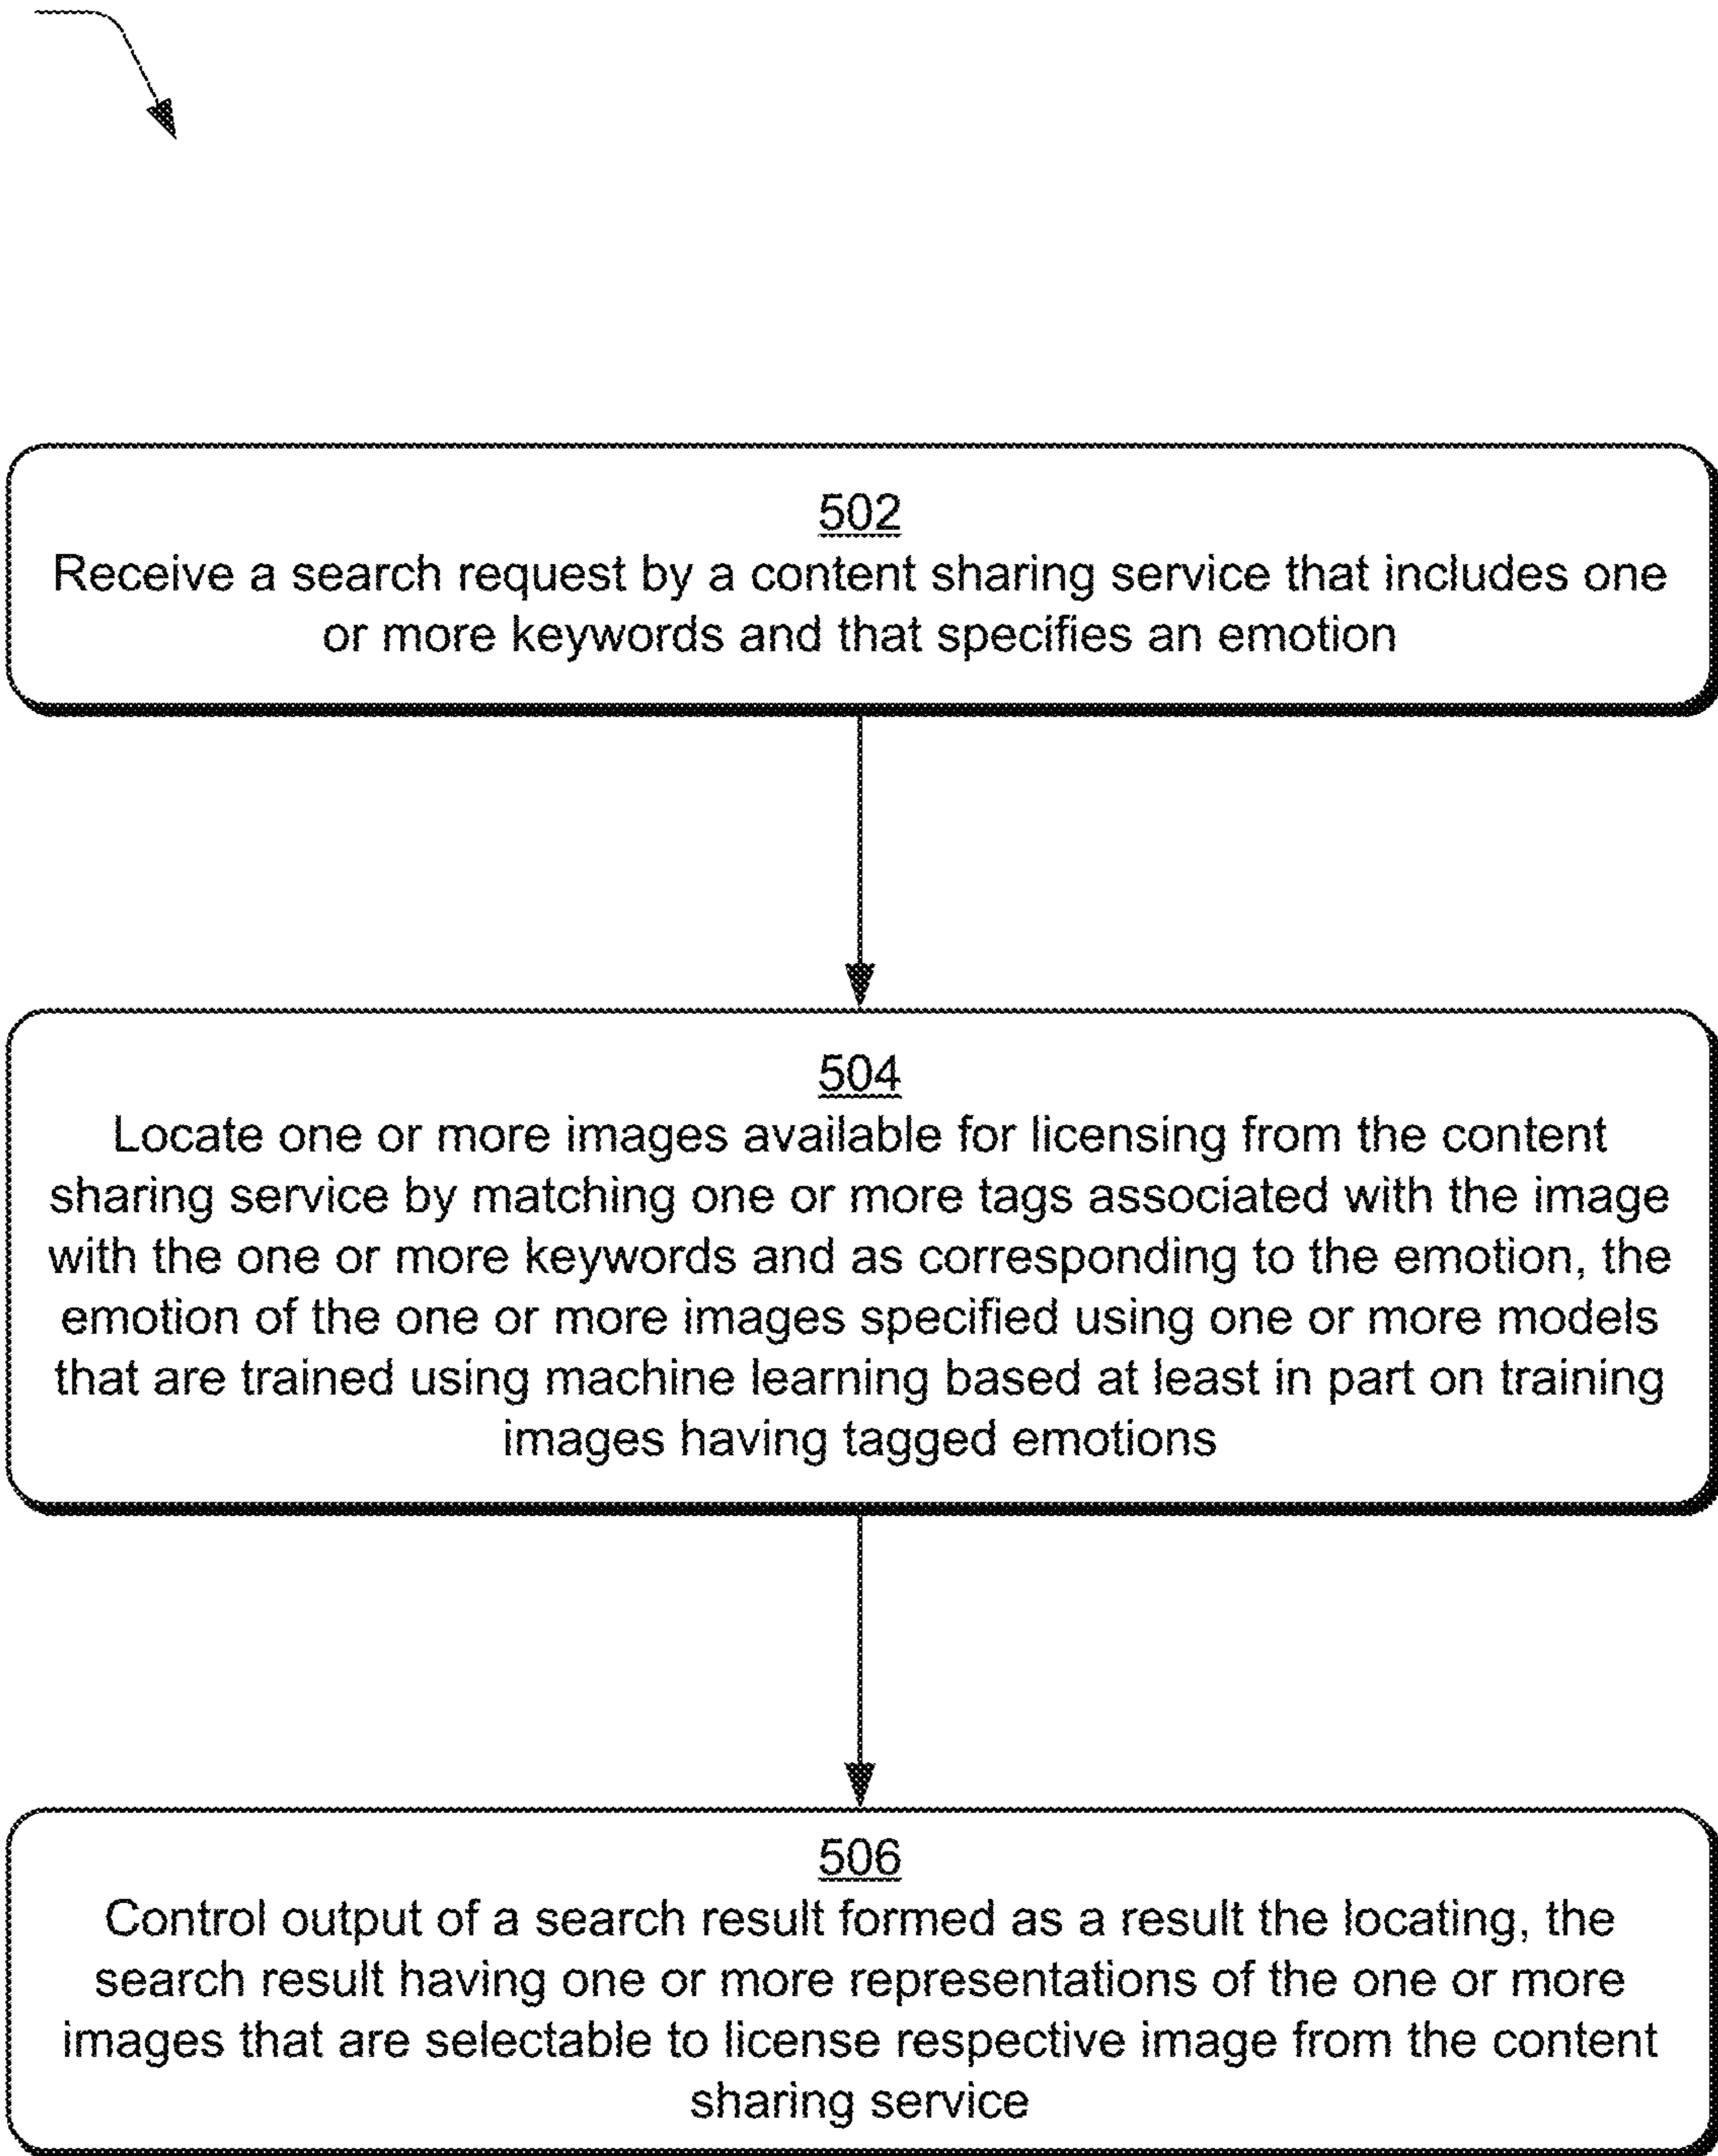 502
Receive a search request by a content sharing service that includes one
or more keywords and that specifies an emotion
504
Locate one or more images available for licensing from the content
sharing service by matching one or more tags associated with the image
with the one or more keywords and as corresponding to the emotion, the
emotion of the one or more images specified using one or more models
that are trained using machine learning based at least in part on training
images having tagged emotions
506
Control output of a search result formed as a result the locating, the
search result having one or more representations of the one or more
images that are selectable to license respective image from the content
sharing service